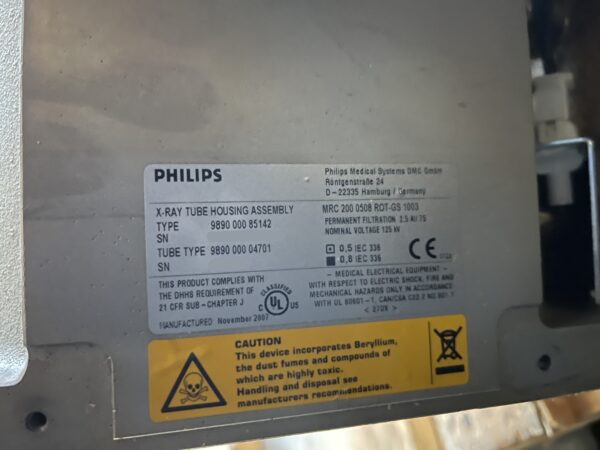 PHILIPS
Philips Medical Systems DMC GmbH
Röntgenstraße 24
D-22335 Hamburg / Germany
X-RAY TUBE HOUSING ASSEMBLY
MRC 200 0508 ROT-GS 1003
TYPE 9890 000 85142
PERMANENT FILTRATION 2.5 Al/75
SN
NOMINAL VOLTAGE 125 kV
TUBE TYPE 9890 000 04701
0,5 IEC 336
SN
0,8 IEC 336
CE
THIS PRODUCT COMPLIES WITH
THE DHHS REQUIREMENT OF
21 CFR SUB-CHAPTER J
MANUFACTURED November 2007
CLASSIFIED
C UL US
- MEDICAL ELECTRICAL EQUIPMENT -
WITH RESPECT TO ELECTRIC SHOCK, FIRE AND
MECHANICAL HAZARDS ONLY IN ACCORDANCE
WITH UL 60601-1, CAN/CSA C22.2 NO.601.1
CAUTION
This device incorporates Beryllium,
the dust fumes and compounds of
which are highly toxic.
Handling and disposal see
manufacturers recommendations.